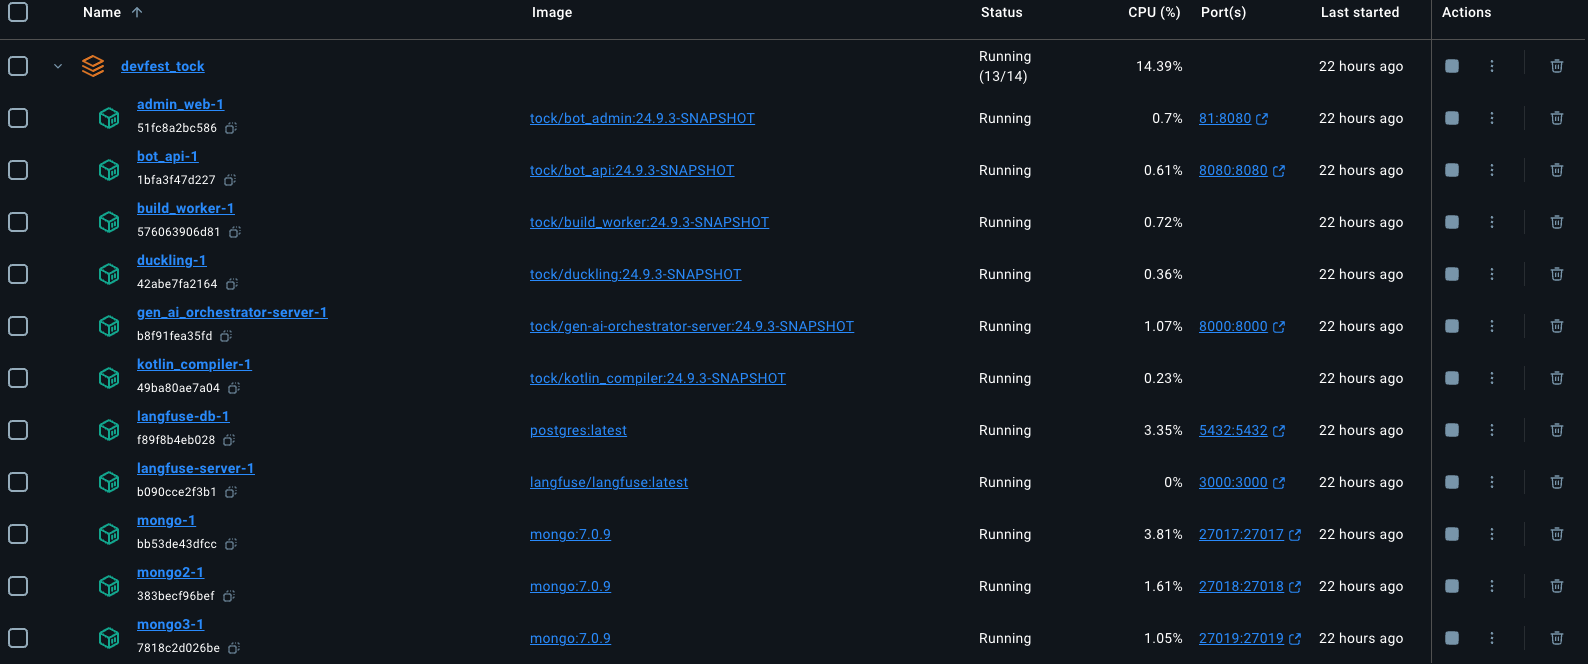 Name Image Status CPU (%) Port(s) Last started Actions
devfest_tock Running (13/14) 14.39% 22 hours ago
admin_web-1 tock/bot_admin:24.9.3-SNAPSHOT Running 0.7% 81:8080 22 hours ago
51fc8a2bc586
bot_api-1 tock/bot_api:24.9.3-SNAPSHOT Running 0.61% 8080:8080 22 hours ago
1bfa3f47d227
build_worker-1 tock/build_worker:24.9.3-SNAPSHOT Running 0.72% 22 hours ago
576063906d81
duckling-1 tock/duckling:24.9.3-SNAPSHOT Running 0.36% 22 hours ago
42abe7fa2164
gen_ai_orchestrator-server-1 tock/gen-ai-orchestrator-server:24.9.3-SNAPSHOT Running 1.07% 8000:8000 22 hours ago
b8f91fea35fd
kotlin_compiler-1 tock/kotlin_compiler:24.9.3-SNAPSHOT Running 0.23% 22 hours ago
49ba80ae7a04
langfuse-db-1 postgres:latest Running 3.35% 5432:5432 22 hours ago
f89f8b4eb028
langfuse-server-1 langfuse/langfuse:latest Running 0% 3000:3000 22 hours ago
b090cce2f3b1
mongo-1 mongo:7.0.9 Running 3.81% 27017:27017 22 hours ago
bb53de43dfcc
mongo2-1 mongo:7.0.9 Running 1.61% 27018:27018 22 hours ago
383becf96bef
mongo3-1 mongo:7.0.9 Running 1.05% 27019:27019 22 hours ago
7818c2d026be